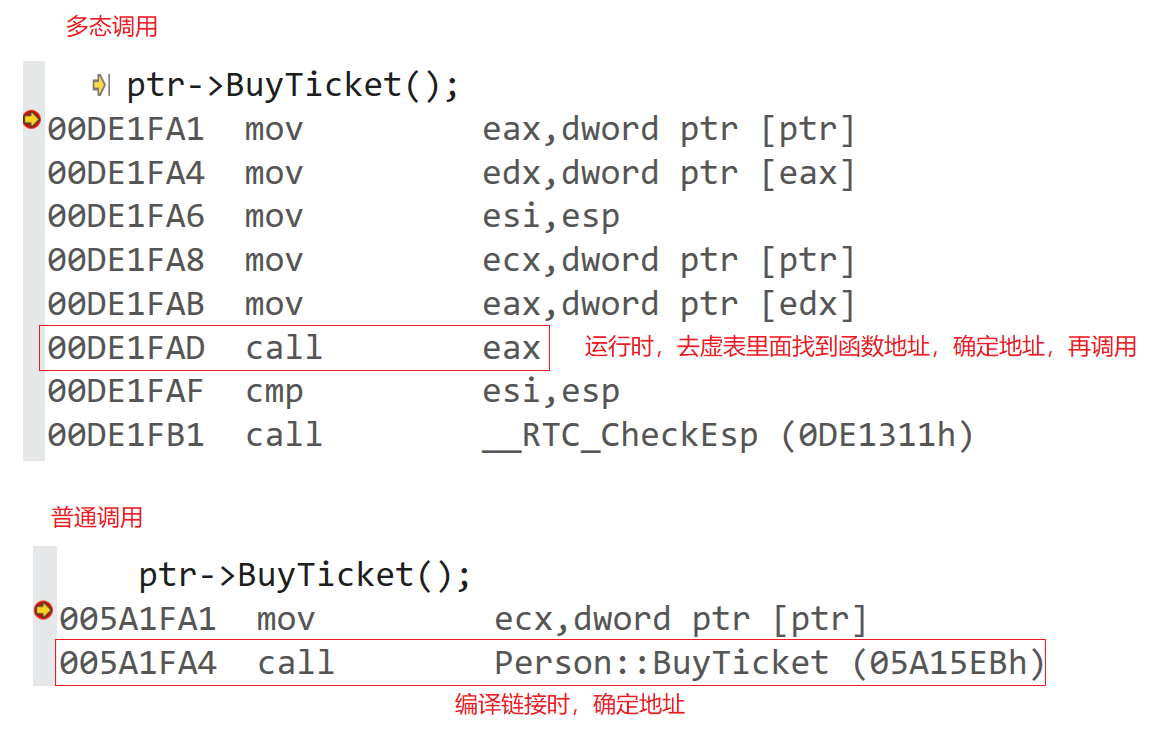 多态调用
ptr->BuyTicket();
00DE1FA1 mov eax,dword ptr [ptr]
00DE1FA4 mov edx,dword ptr [eax]
00DE1FA6 mov esi,esp
00DE1FA8 mov ecx,dword ptr [ptr]
00DE1FAB mov eax,dword ptr [edx]
00DE1FAD call eax 运行时，去虚表里面找到函数地址，确定地址，再调用
00DE1FAF cmp esi,esp
00DE1FB1 call __RTC_CheckEsp (0DE1311h)
普通调用
ptr->BuyTicket();
005A1FA1 mov ecx,dword ptr [ptr]
005A1FA4 call Person::BuyTicket (05A15EBh)
编译链接时，确定地址